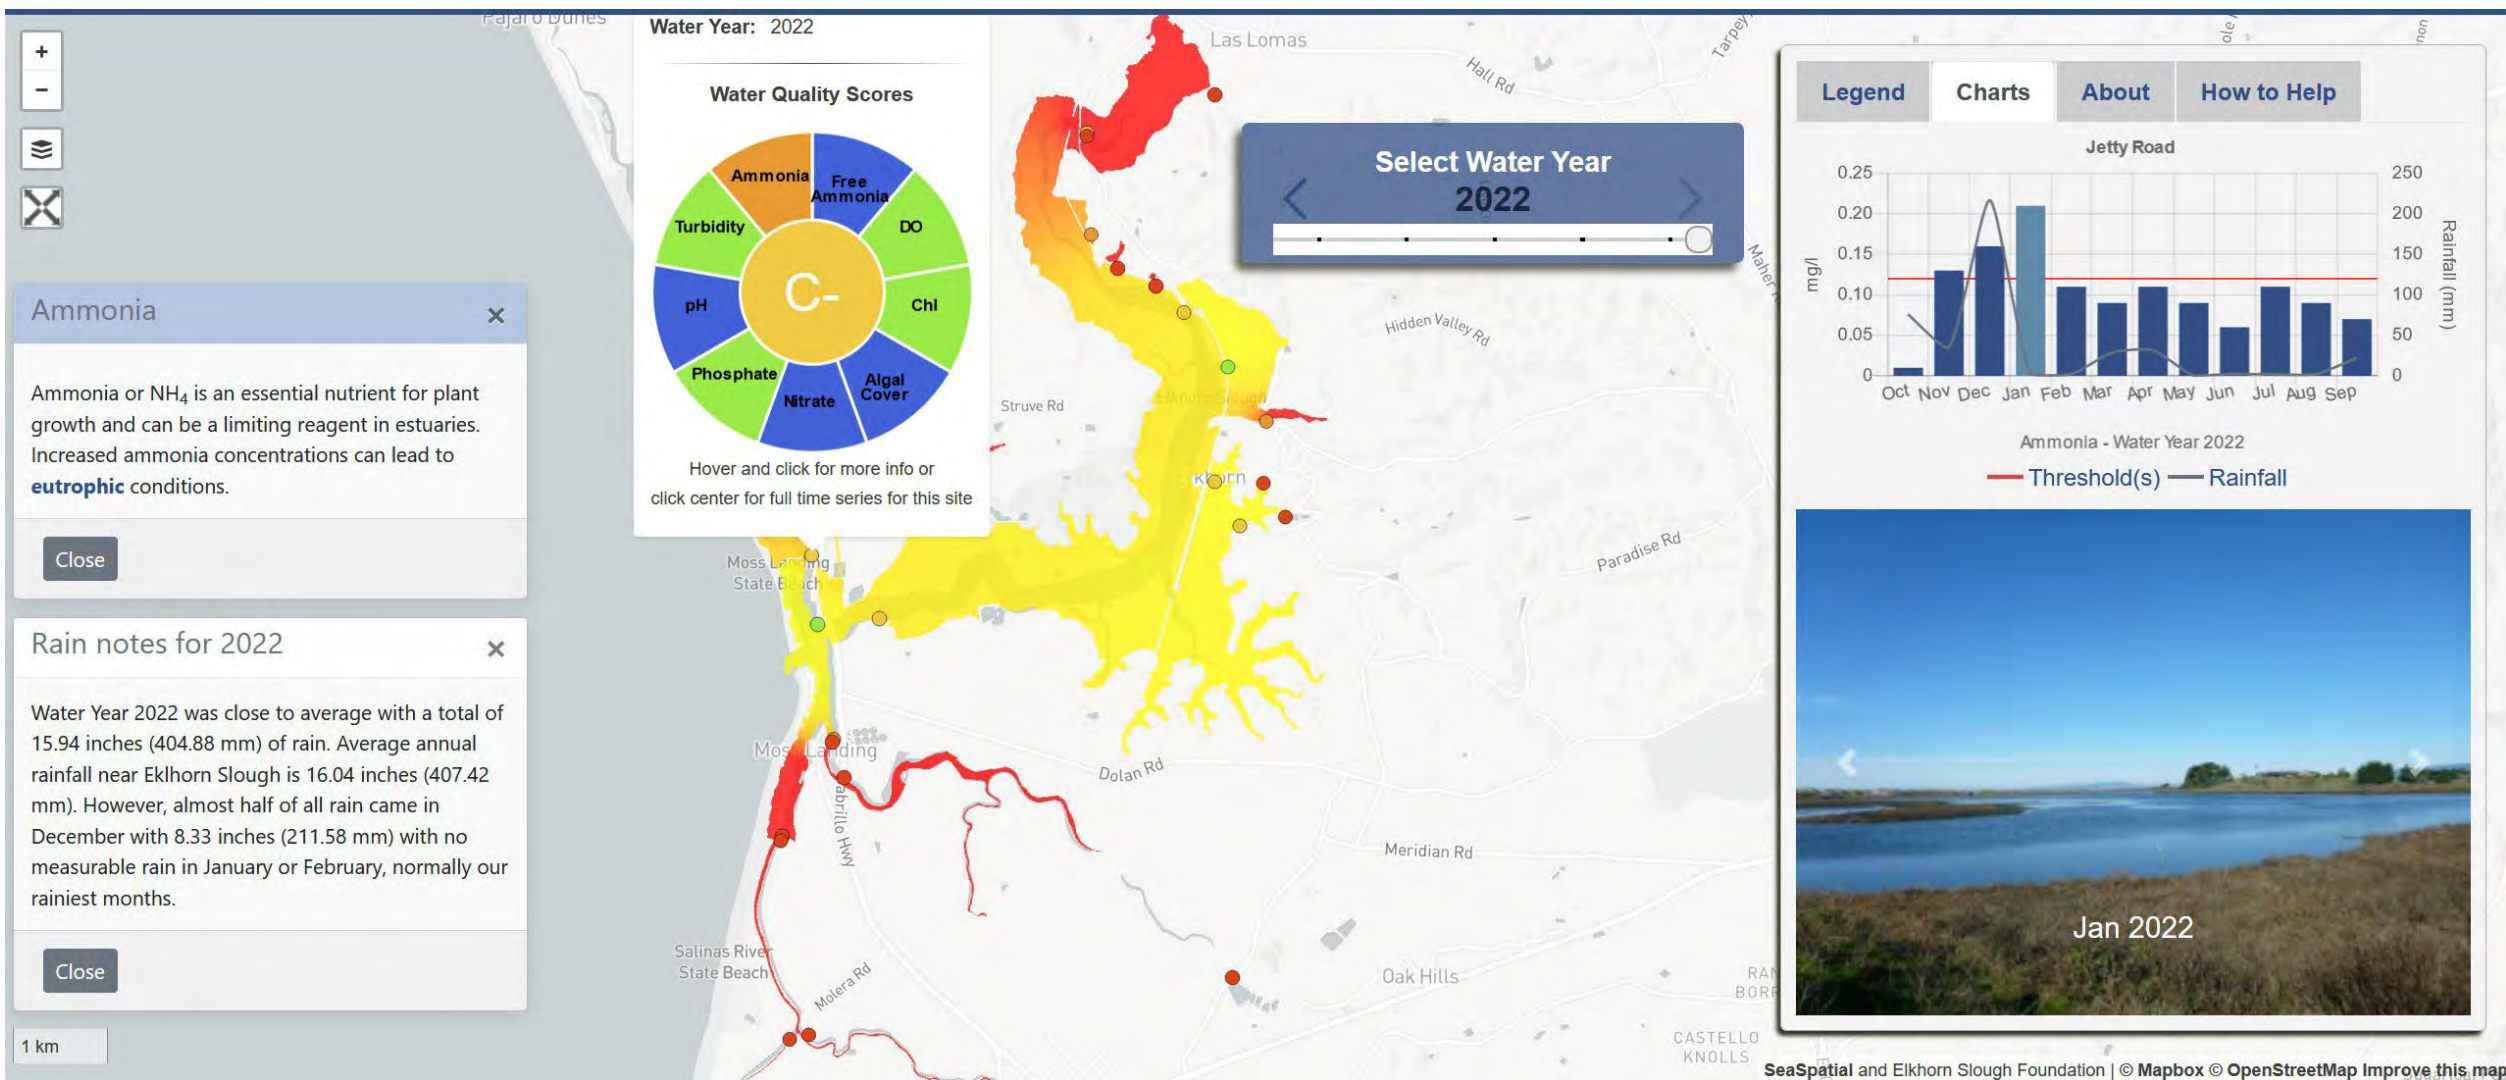 Pajaro Dunes
+
−
Ammonia
×
Ammonia or NH4 is an essential nutrient for plant
growth and can be a limiting reagent in estuaries.
Increased ammonia concentrations can lead to
eutrophic conditions.
Close
Rain notes for 2022
×
Water Year 2022 was close to average with a total of
15.94 inches (404.88 mm) of rain. Average annual
rainfall near Eklhorn Slough is 16.04 inches (407.42
mm). However, almost half of all rain came in
December with 8.33 inches (211.58 mm) with no
measurable rain in January or February, normally our
rainiest months.
Close
1 km
Water Year: 2022
Water Quality Scores
Ammonia
Free
Ammonia
DO
Chl
Algal
Cover
Nitrate
Phosphate
pH
Turbidity
C-
Hover and click for more info or
click center for full time series for this site
Las Lomas
Hall Rd
Tarpey
Select Water Year
2022
Maher R
Hidden Valley Rd
Struve Rd
Elkhorn Slough
khorn
Paradise Rd
Moss Landing
State Beach
Moss Landing
Dolan Rd
abrillo Hwy
Meridian Rd
Salinas River
State Beach
Molera Rd
Oak Hills
RAN
BORR
CASTELLO
KNOLLS
Legend
Charts
About
How to Help
Jetty Road
0.25
0.20
0.15
0.10
0.05
0
mg/l
250
200
150
100
50
0
Rainfall (mm)
Oct Nov Dec Jan Feb Mar Apr May Jun Jul Aug Sep
Ammonia - Water Year 2022
Threshold(s) Rainfall
Jan 2022
SeaSpatial and Elkhorn Slough Foundation | © Mapbox © OpenStreetMap Improve this map